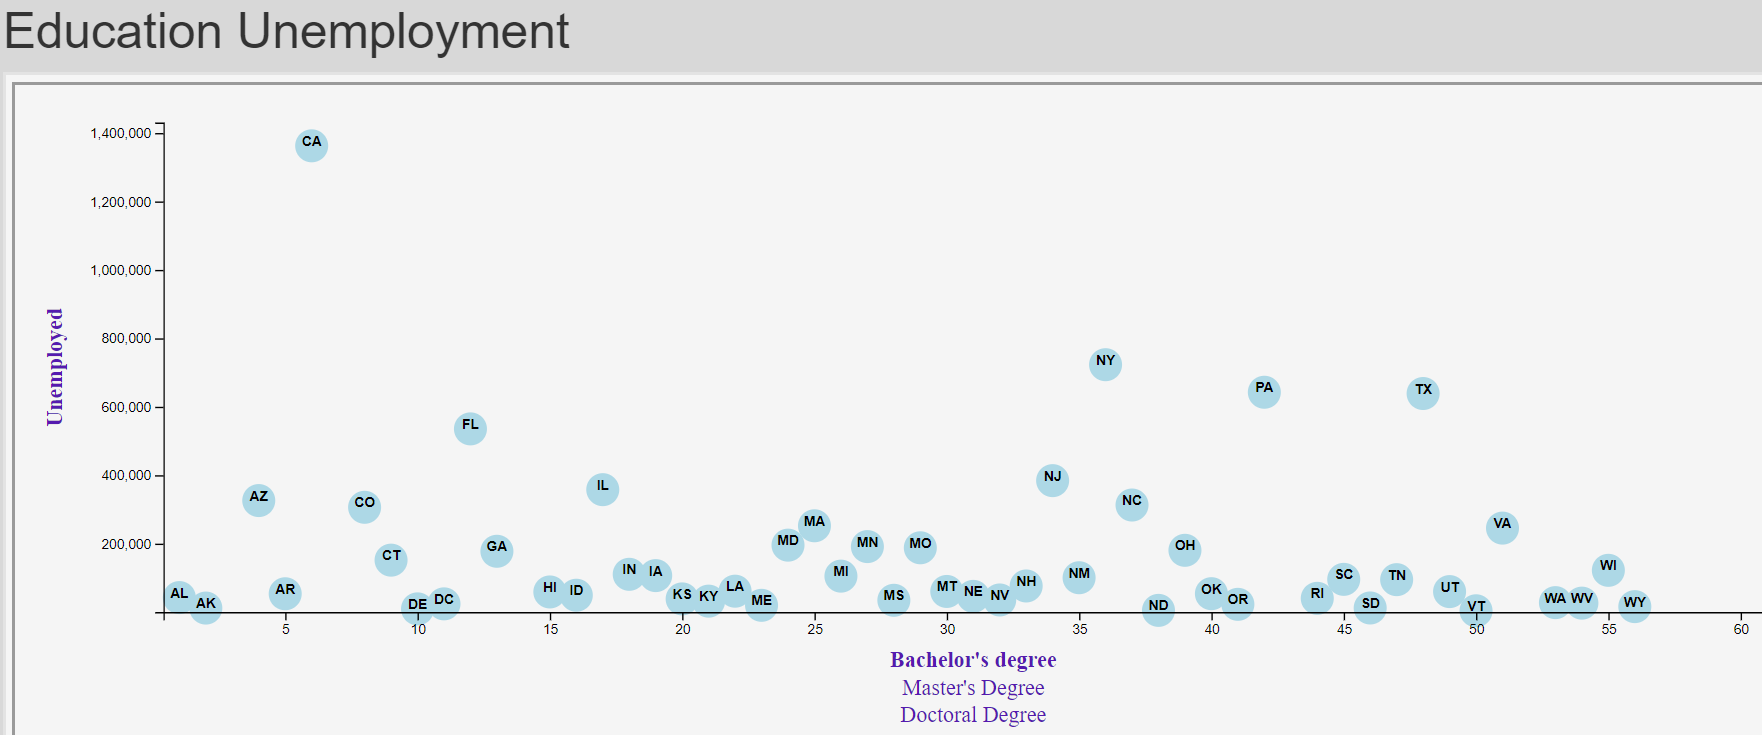 Education Unemployment
1,400,000
1,200,000
1,000,000
800,000
600,000
400,000
200,000
Unemployed
CA
NY
PA
TX
FL
NJ
IL
AZ
CO
NC
MA
VA
MD
MN
MO
GA
OH
CT
WI
IN
IA
MI
NM
SC
TN
NH
AL
AK
AR
DE
DC
HI
ID
KS
KY
LA
ME
MS
MT
NE
NV
ND
OK
OR
RI
SD
UT
VT
WA
WV
WY
5
10
15
20
25
30
35
40
45
50
55
60
Bachelor's degree
Master's Degree
Doctoral Degree